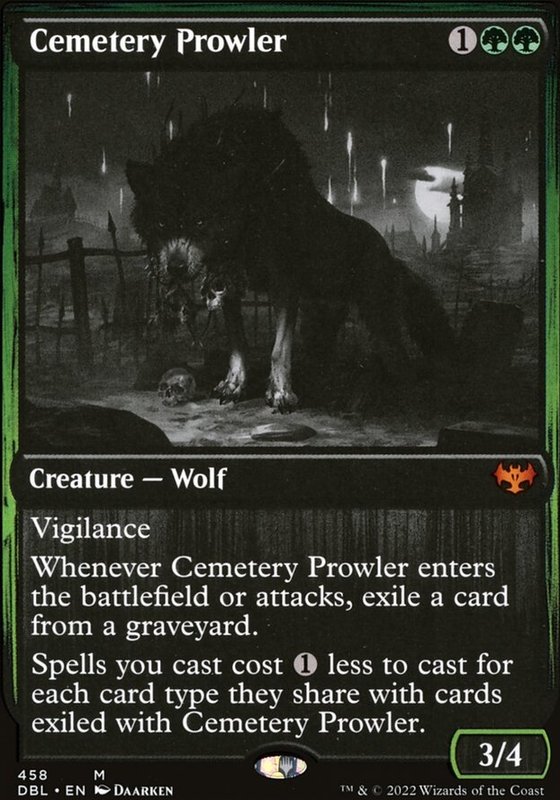 Cemetery Prowler 1
Creature — Wolf
Vigilance
Whenever Cemetery Prowler enters
the battlefield or attacks, exile a card
from a graveyard.
Spells you cast cost 1 less to cast for
each card type they share with cards
exiled with Cemetery Prowler.
3/4
458 M
DBL • EN DAARKEN
™ & © 2022 Wizards of the Coast